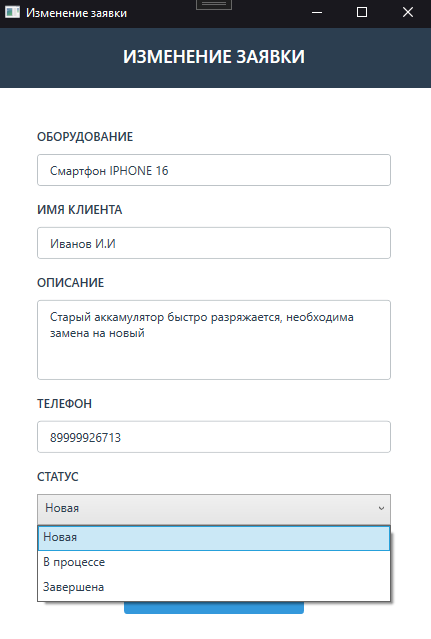 Изменение заявки
ИЗМЕНЕНИЕ ЗАЯВКИ
ОБОРУДОВАНИЕ
Смартфон IPHONE 16
ИМЯ КЛИЕНТА
Иванов И.И
ОПИСАНИЕ
Старый аккамулятор быстро разряжается, необходима
замена на новый
ТЕЛЕФОН
89999926713
СТАТУС
Новая
Новая
В процессе
Завершена